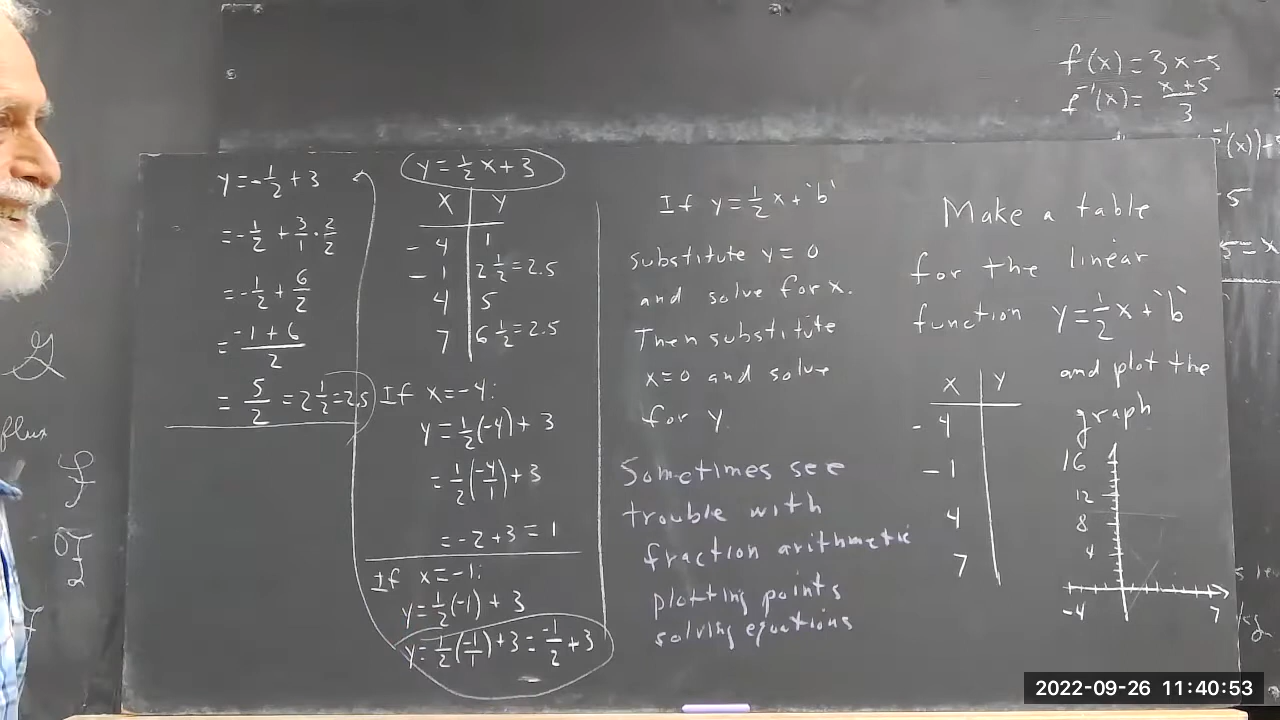 f(x)=3x-5
f⁻¹(x)= x+5/3
⁻¹(x))
-5
y=-1/2+3
=-1/2+3/1·2/2
=-1/2+6/2
=-1+6/2
=5/2=2 1/2=2.5
y=1/2x+3
x | y
-4 | 1
-1 | 2 1/2=2.5
4 | 5
7 | 6 1/2=2.5
If x=-4:
y=1/2(-4)+3
=1/2(-4/1)+3
=-2+3=1
If x=-1:
y=1/2(-1)+3
y=1/2(-1/1)+3=-1/2+3
If y=1/2x+'b'
substitute y=0
and solve for x.
Then substitute
x=0 and solve
for y.
Sometimes see
trouble with
fraction arithmetic
plotting points
solving equations
Make a table
for the linear
function y=1/2x+'b'
and plot the
graph
x | y
-4
-1
4
7
16
12
8
4
-4 7
flux
2022-09-26 11:40:53